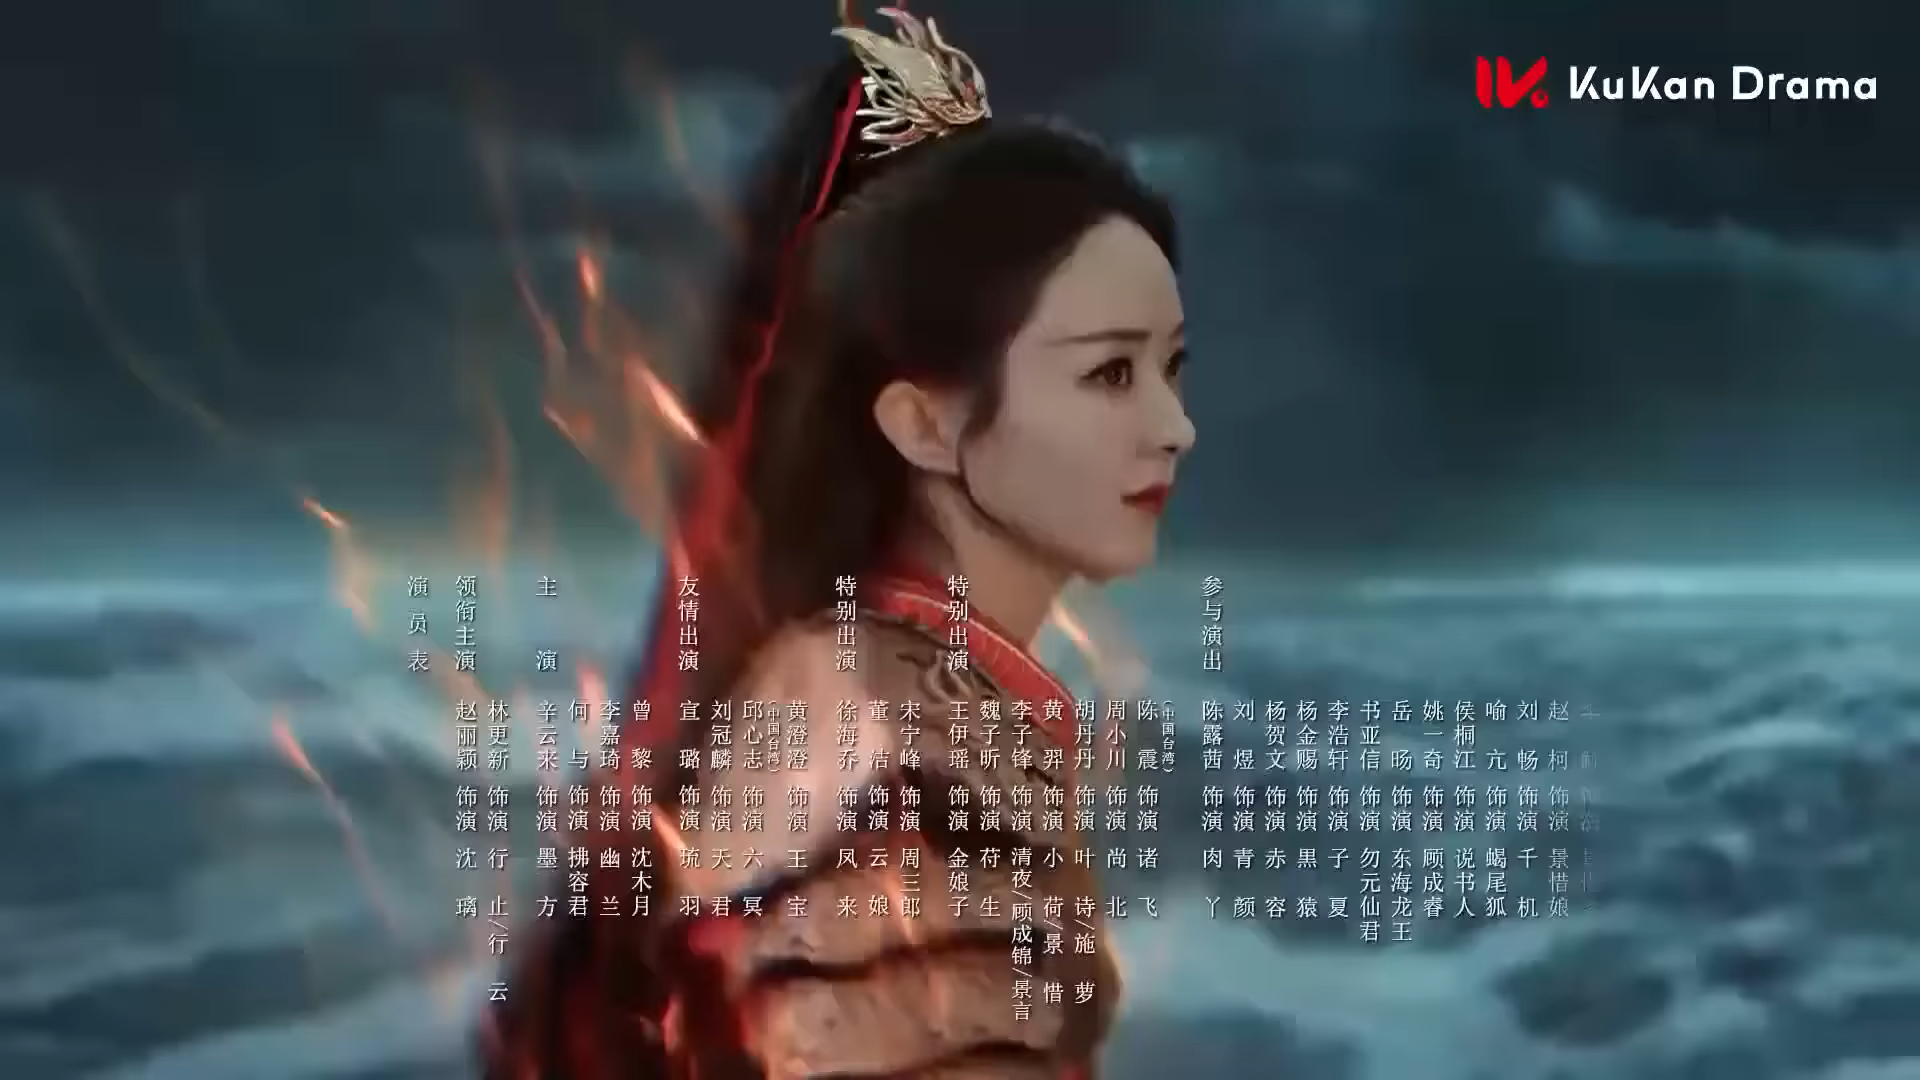 KuKan Drama
演员表
领衔主演
赵丽颖 饰演 沈璃
林更新 饰演 行止/行云
主演
辛云来 饰演 墨方
何与 饰演 拂容君
李嘉琦 饰演 幽兰
曾黎 饰演 沈木月
友情出演
宣璐 饰演 琉羽
刘冠麟 饰演 天君
邱心志(中国台湾) 饰演 六冥
黄澄澄 饰演 王宝
特别出演
徐海乔 饰演 凤来
董洁 饰演 云娘
宋宁峰 饰演 周三郎
特别出演
王伊瑶 饰演 金娘子
魏子昕 饰演 苻生
李子锋 饰演 清夜/顾成锦/景言
黄羿 饰演 小荷/景惜
胡丹丹 饰演 叶诗/施萝
周小川 饰演 尚北
陈震(中国台湾) 饰演 诸飞
参与演出
陈露茜 饰演 肉丫
刘煜 饰演 青颜
杨贺文 饰演 赤容
杨金赐 饰演 黑猿
李浩轩 饰演 子夏
书亚信 饰演 勿元仙君
岳旸 饰演 东海龙王
姚一奇 饰演 顾成睿
侯桐江 饰演 说书人
喻亢 饰演 蝎尾狐
刘畅 饰演 千机
赵柯 饰演 景惜娘